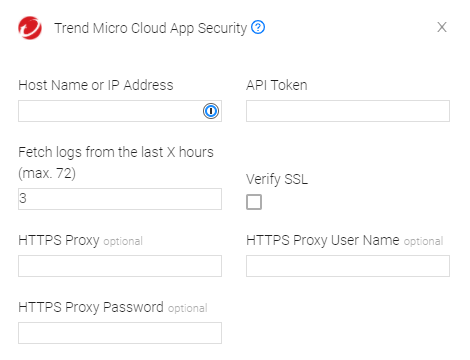 Trend Micro Cloud App Security ?
X
Host Name or IP Address
API Token
Fetch logs from the last X hours
(max. 72)
3
Verify SSL
HTTPS Proxy optional
HTTPS Proxy User Name optional
HTTPS Proxy Password optional